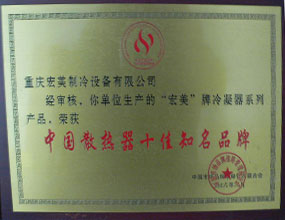 重庆宏美制冷设备有限公司
经审核，你单位生产的“宏美”牌冷凝器系列
产品，荣获
中国散热器十佳知名品牌